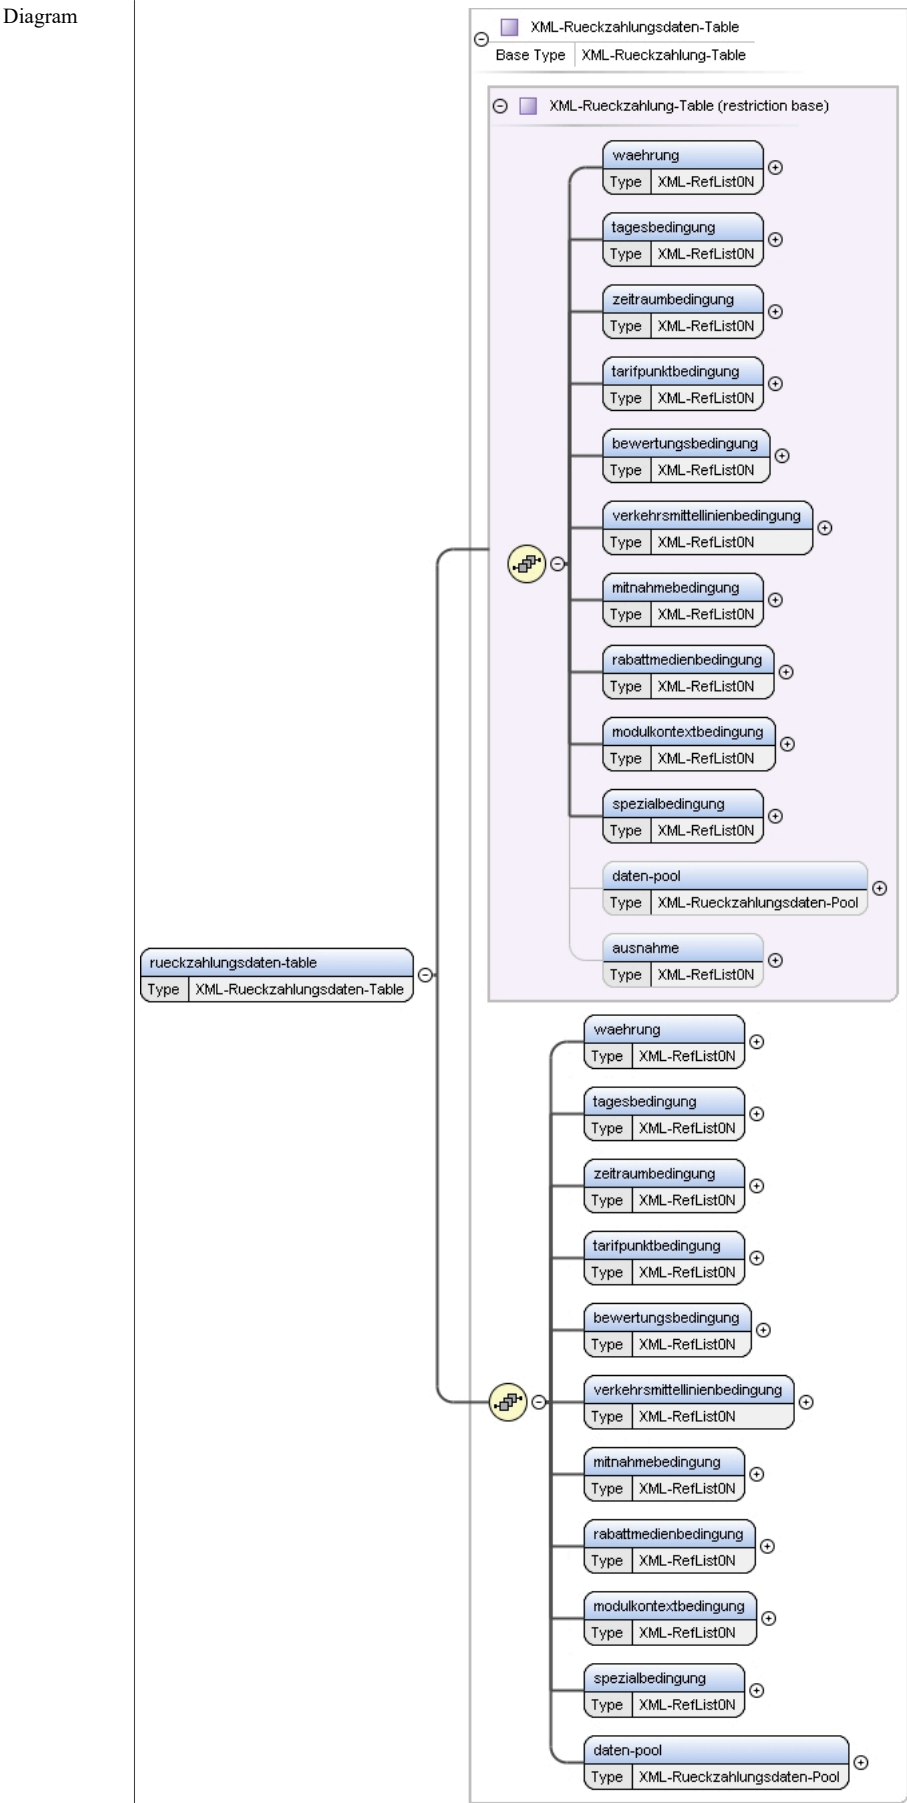 Diagram
XML-Rueckzahlungsdaten-Table
Base Type XML-Rueckzahlung-Table
XML-Rueckzahlung-Table (restriction base)
waehrung
Type XML-RefList0N
tagesbedingung
Type XML-RefList0N
zeitraumbedingung
Type XML-RefList0N
tarifpunktbedingung
Type XML-RefList0N
bewertungsbedingung
Type XML-RefList0N
verkehrsmittellinienbedingung
Type XML-RefList0N
mitnahmebedingung
Type XML-RefList0N
rabattmedienbedingung
Type XML-RefList0N
modulkontextbedingung
Type XML-RefList0N
spezialbedingung
Type XML-RefList0N
daten-pool
Type XML-Rueckzahlungsdaten-Pool
ausnahme
Type XML-RefList0N
rueckzahlungsdaten-table
Type XML-Rueckzahlungsdaten-Table
waehrung
Type XML-RefList0N
tagesbedingung
Type XML-RefList0N
zeitraumbedingung
Type XML-RefList0N
tarifpunktbedingung
Type XML-RefList0N
bewertungsbedingung
Type XML-RefList0N
verkehrsmittellinienbedingung
Type XML-RefList0N
mitnahmebedingung
Type XML-RefList0N
rabattmedienbedingung
Type XML-RefList0N
modulkontextbedingung
Type XML-RefList0N
spezialbedingung
Type XML-RefList0N
daten-pool
Type XML-Rueckzahlungsdaten-Pool